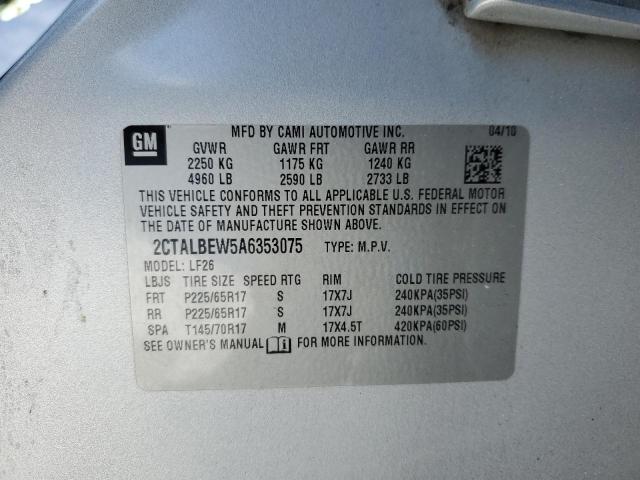 GM
MFD BY CAMI AUTOMOTIVE INC. 04/10
GVWR GAWR FRT GAWR RR
2250 KG 1175 KG 1240 KG
4960 LB 2590 LB 2733 LB
THIS VEHICLE CONFORMS TO ALL APPLICABLE U.S. FEDERAL MOTOR
VEHICLE SAFETY AND THEFT PREVENTION STANDARDS IN EFFECT ON
THE DATE OF MANUFACTURE SHOWN ABOVE.
2CTALBEW5A6353075 TYPE: M.P.V.
MODEL: LF26
LBJS TIRE SIZE SPEED RTG RIM COLD TIRE PRESSURE
FRT P225/65R17 S 17X7J 240KPA(35PSI)
RR P225/65R17 S 17X7J 240KPA(35PSI)
SPA T145/70R17 M 17X4.5T 420KPA(60PSI)
SEE OWNER'S MANUAL FOR MORE INFORMATION.